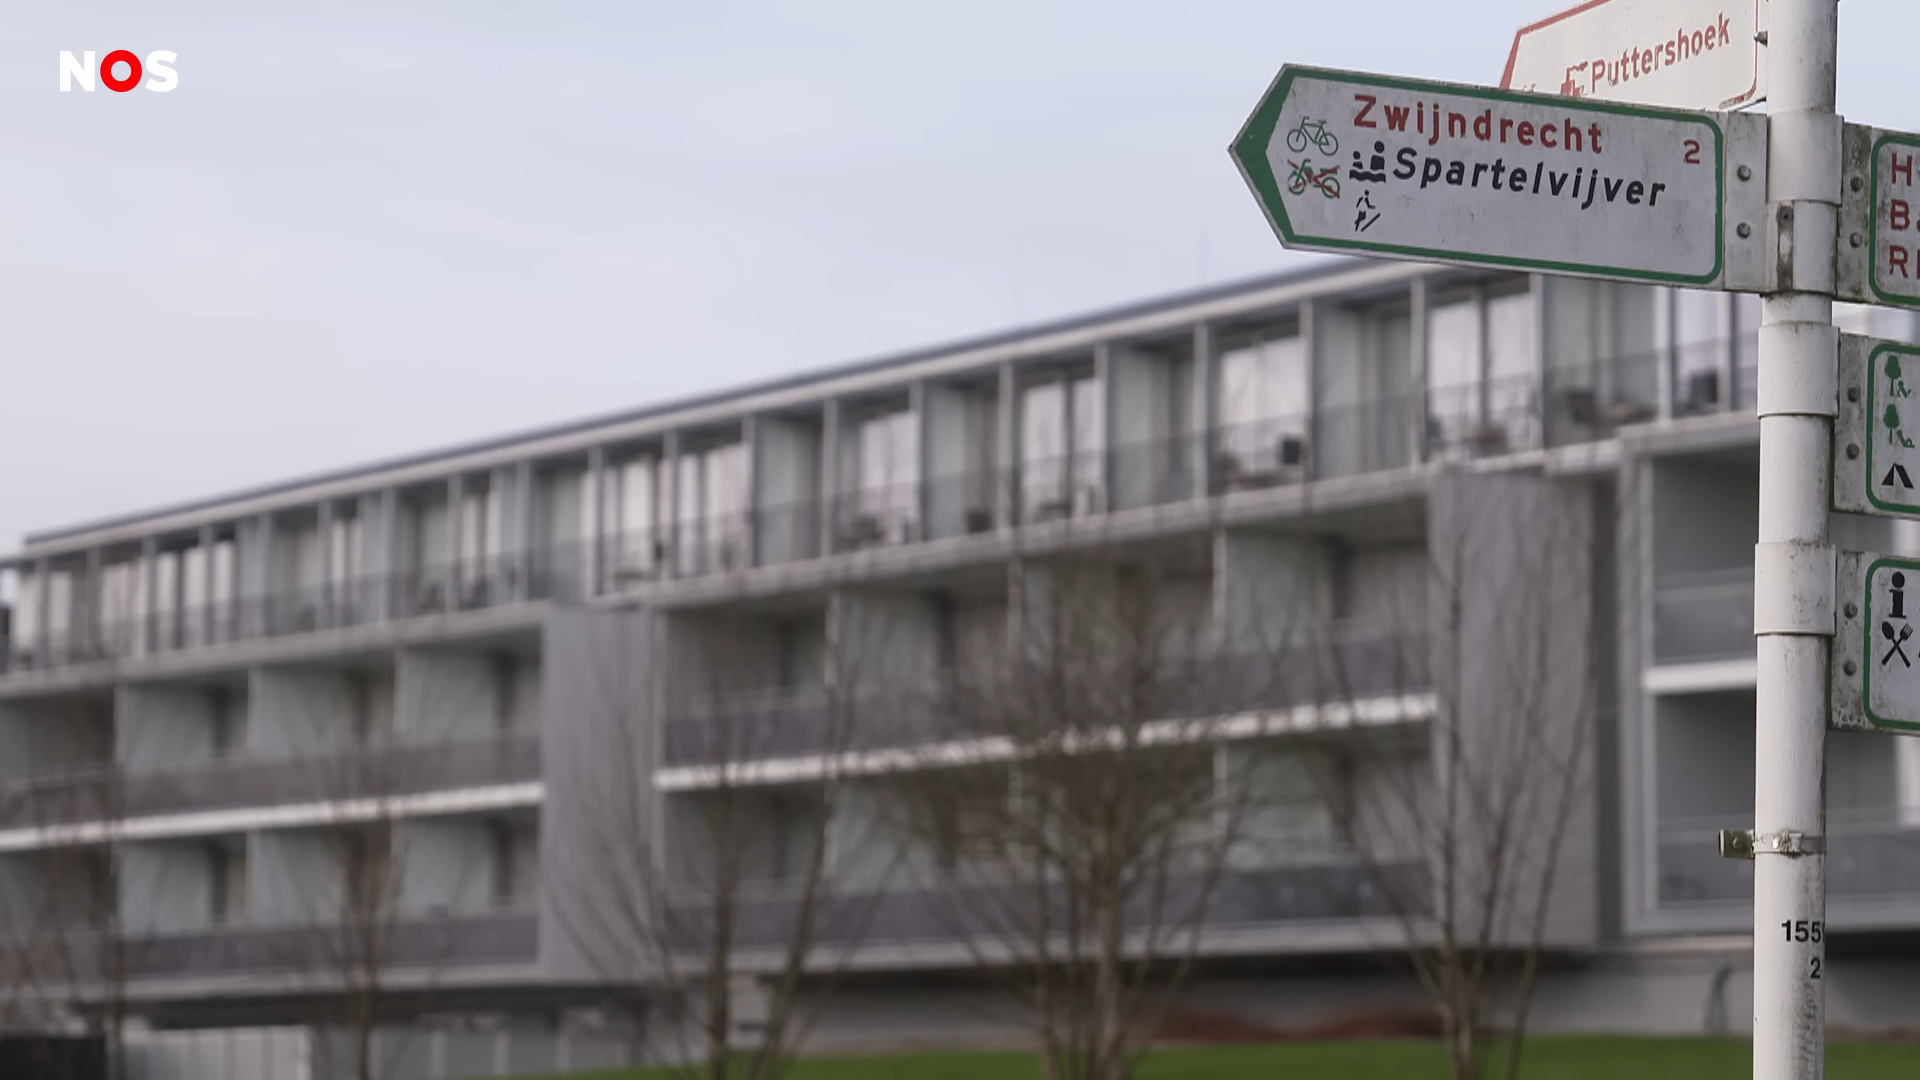 NOS
Puttershoek
Zwijndrecht 2
Spartelvijver
H
B
R
i
155
2